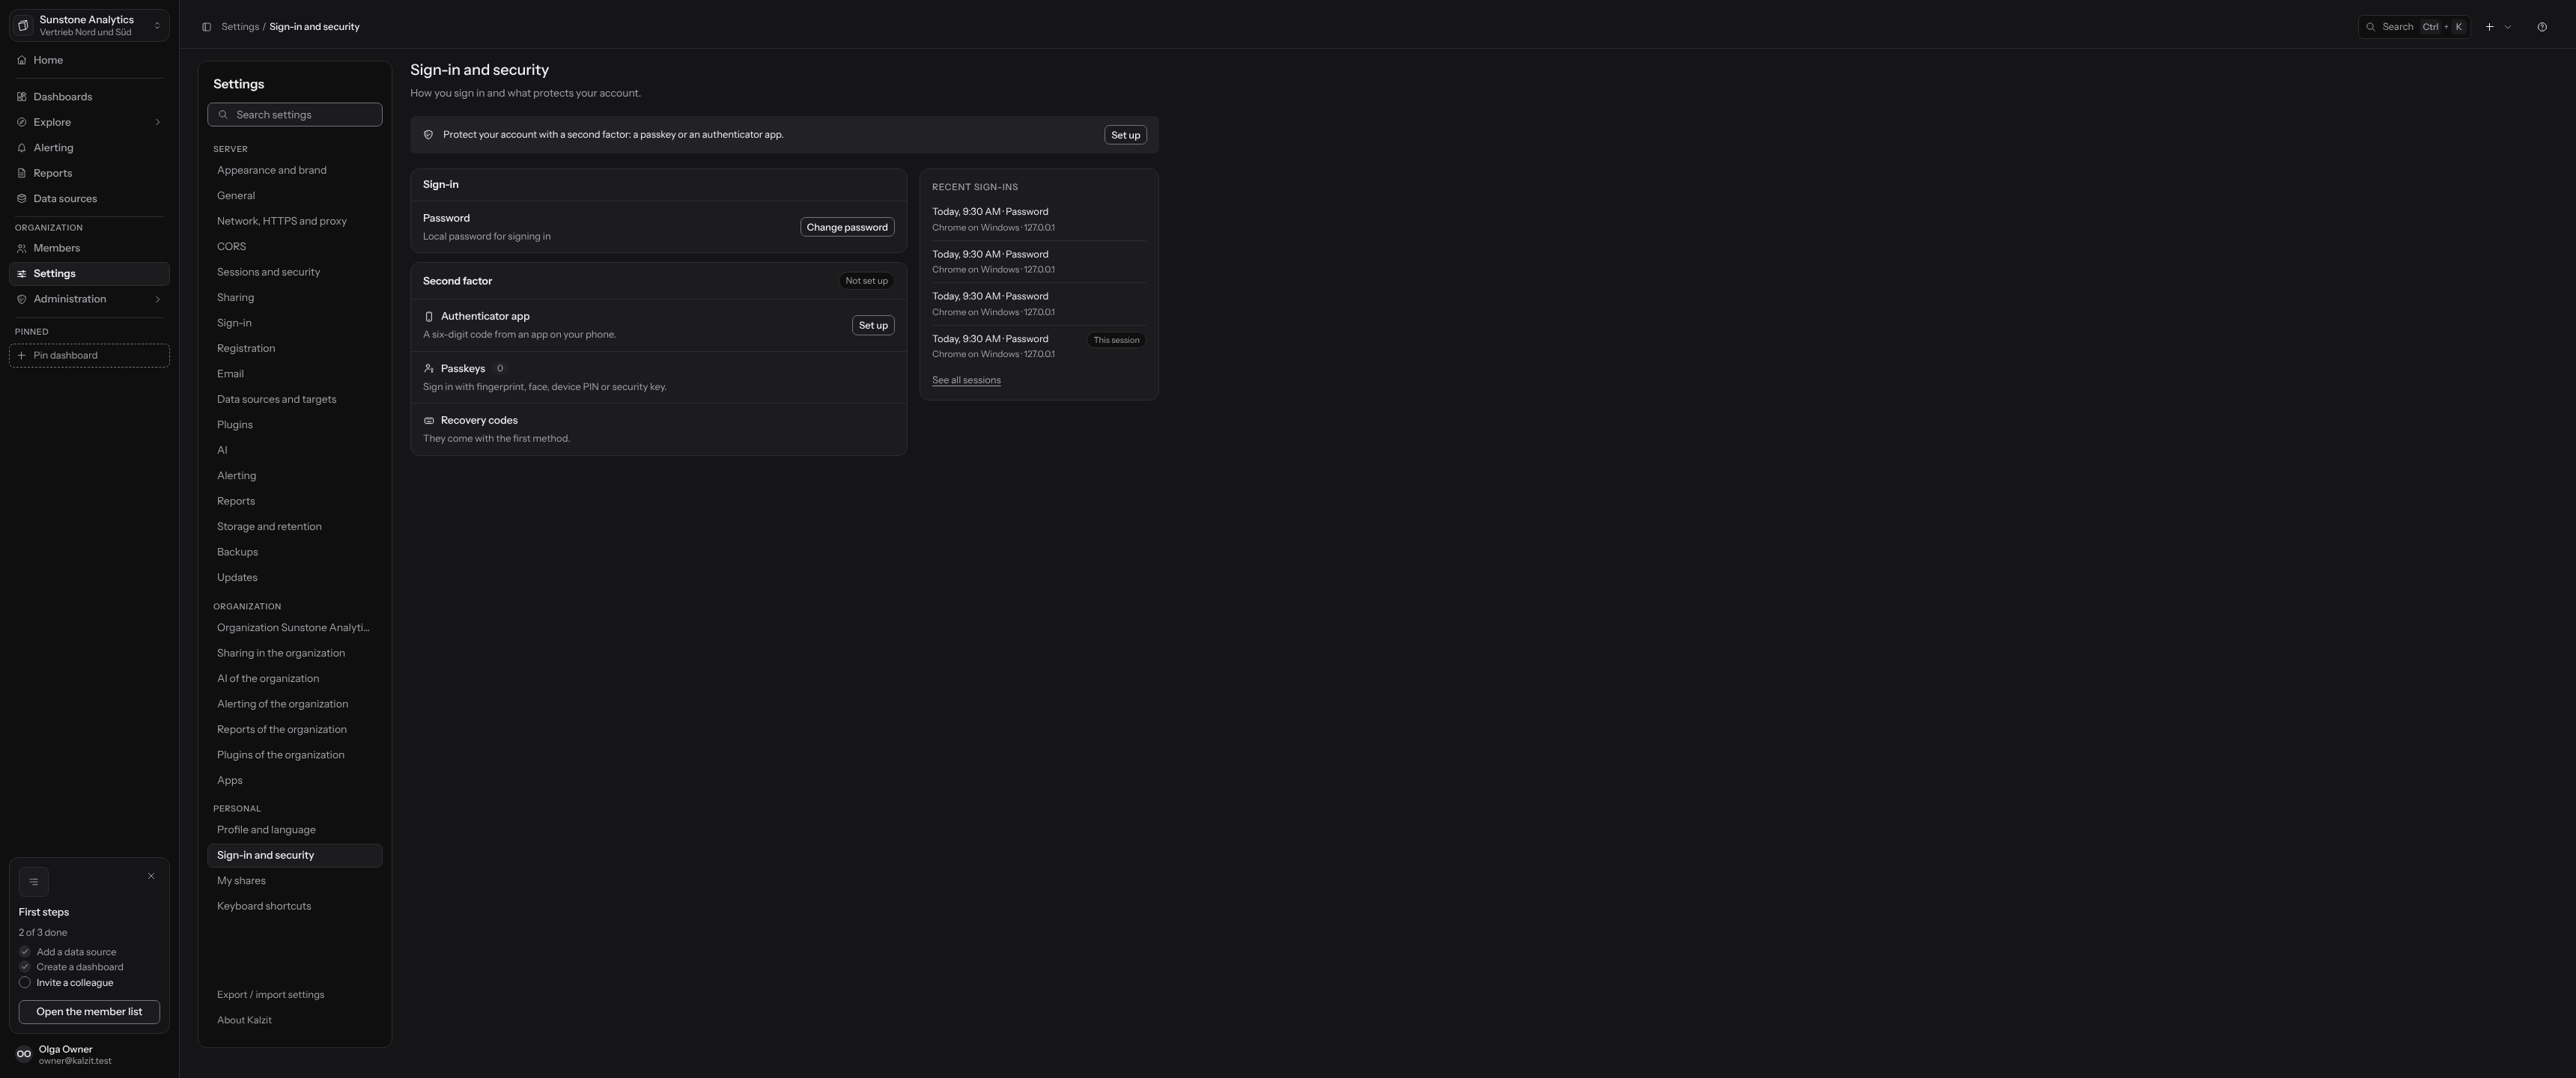 Sunstone Analytics
Vertrieb Nord und Süd
Home
Dashboards
Explore
Alerting
Reports
Data sources
ORGANIZATION
Members
Settings
Administration
PINNED
Pin dashboard
First steps
2 of 3 done
Add a data source
Create a dashboard
Invite a colleague
Open the member list
OO
Olga Owner
owner@kalzit.test
Settings / Sign-in and security
Search Ctrl + K
Settings
Search settings
SERVER
Appearance and brand
General
Network, HTTPS and proxy
CORS
Sessions and security
Sharing
Sign-in
Registration
Email
Data sources and targets
Plugins
AI
Alerting
Reports
Storage and retention
Backups
Updates
ORGANIZATION
Organization Sunstone Analyti...
Sharing in the organization
AI of the organization
Alerting of the organization
Reports of the organization
Plugins of the organization
Apps
PERSONAL
Profile and language
Sign-in and security
My shares
Keyboard shortcuts
Export / import settings
About Kalzit
Sign-in and security
How you sign in and what protects your account.
Protect your account with a second factor: a passkey or an authenticator app.
Set up
Sign-in
Password
Local password for signing in
Change password
Second factor
Not set up
Authenticator app
A six-digit code from an app on your phone.
Set up
Passkeys 0
Sign in with fingerprint, face, device PIN or security key.
Recovery codes
They come with the first method.
RECENT SIGN-INS
Today, 9:30 AM · Password
Chrome on Windows · 127.0.0.1
Today, 9:30 AM · Password
Chrome on Windows · 127.0.0.1
Today, 9:30 AM · Password
Chrome on Windows · 127.0.0.1
Today, 9:30 AM · Password
This session
Chrome on Windows · 127.0.0.1
See all sessions